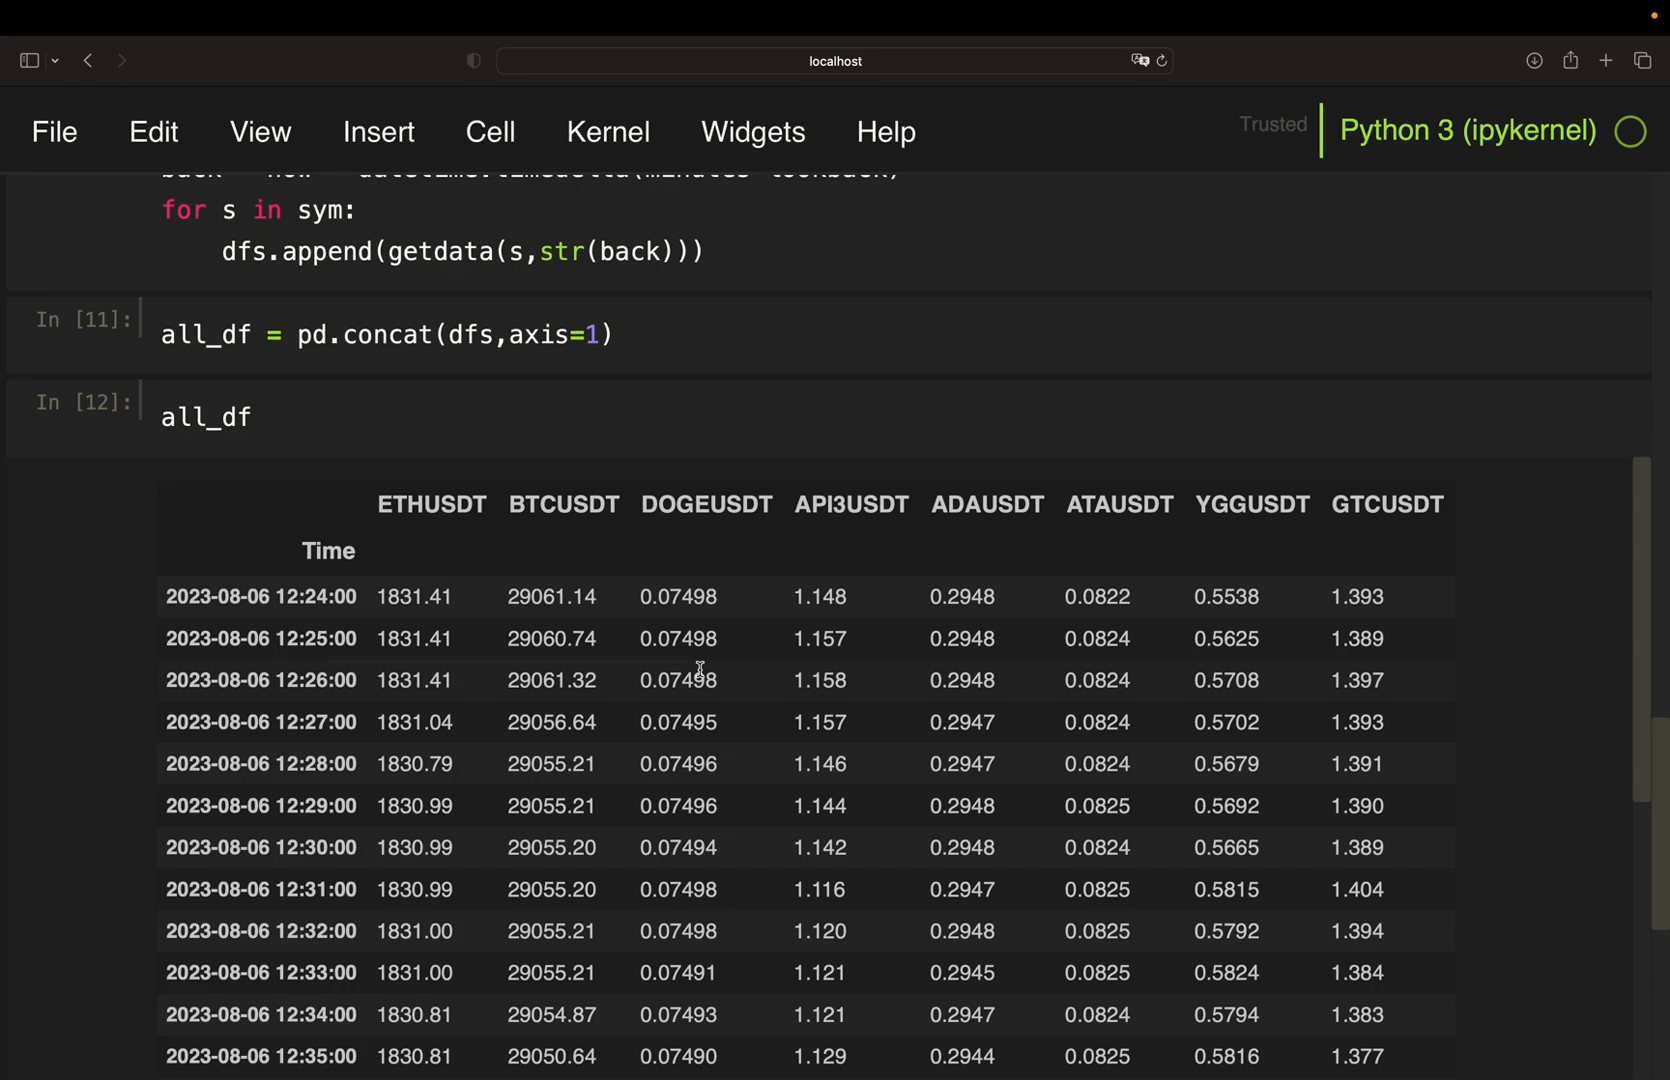 localhost
File Edit View Insert Cell Kernel Widgets Help Trusted Python 3 (ipykernel)
back = now - datetime.timedelta(minutes=lookback)
for s in sym:
dfs.append(getdata(s,str(back)))
In [11]: all_df = pd.concat(dfs,axis=1)
In [12]: all_df
ETHUSDT BTCUSDT DOGEUSDT API3USDT ADAUSDT ATAUSDT YGGUSDT GTCUSDT
Time
2023-08-06 12:24:00 1831.41 29061.14 0.07498 1.148 0.2948 0.0822 0.5538 1.393
2023-08-06 12:25:00 1831.41 29060.74 0.07498 1.157 0.2948 0.0824 0.5625 1.389
2023-08-06 12:26:00 1831.41 29061.32 0.07498 1.158 0.2948 0.0824 0.5708 1.397
2023-08-06 12:27:00 1831.04 29056.64 0.07495 1.157 0.2947 0.0824 0.5702 1.393
2023-08-06 12:28:00 1830.79 29055.21 0.07496 1.146 0.2947 0.0824 0.5679 1.391
2023-08-06 12:29:00 1830.99 29055.21 0.07496 1.144 0.2948 0.0825 0.5692 1.390
2023-08-06 12:30:00 1830.99 29055.20 0.07494 1.142 0.2948 0.0824 0.5665 1.389
2023-08-06 12:31:00 1830.99 29055.20 0.07498 1.116 0.2947 0.0825 0.5815 1.404
2023-08-06 12:32:00 1831.00 29055.21 0.07498 1.120 0.2948 0.0825 0.5792 1.394
2023-08-06 12:33:00 1831.00 29055.21 0.07491 1.121 0.2945 0.0825 0.5824 1.384
2023-08-06 12:34:00 1830.81 29054.87 0.07493 1.121 0.2947 0.0824 0.5794 1.383
2023-08-06 12:35:00 1830.81 29050.64 0.07490 1.129 0.2944 0.0825 0.5816 1.377